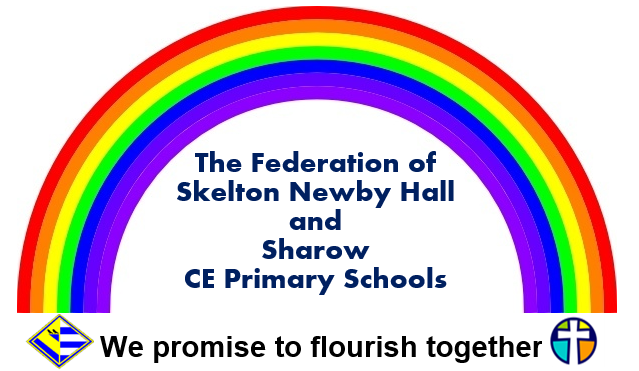 The Federation of
Skelton Newby Hall
and
Sharow
CE Primary Schools
We promise to flourish together